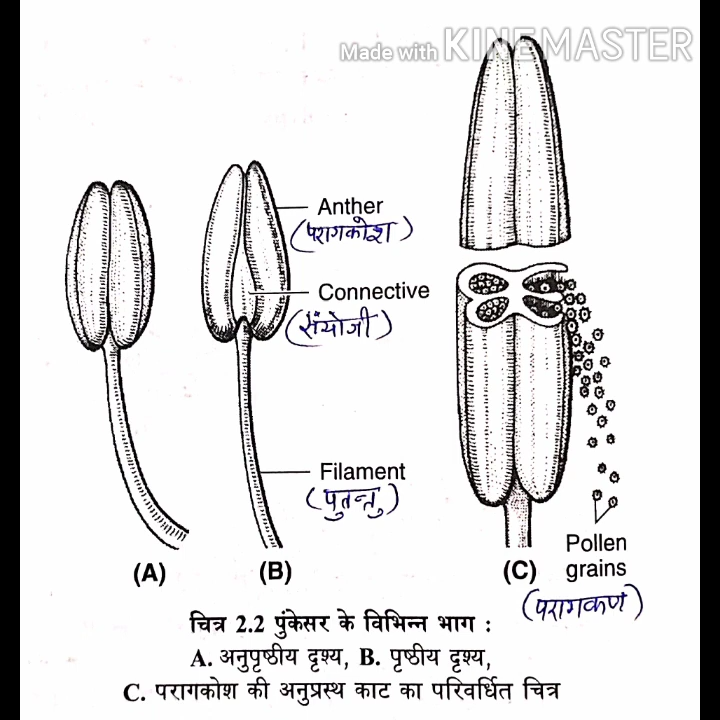 Made with KINEMASTER
Anther
(परागकोश)
Connective
(संयोजी)
Filament
(पुतन्तु)
(A)
(B)
(C)
Pollen
grains
(परागकण)
चित्र 2.2 पुंकेसर के विभिन्न भाग :
A. अनुपृष्ठीय दृश्य, B. पृष्ठीय दृश्य,
C. परागकोश की अनुप्रस्थ काट का परिवर्धित चित्र